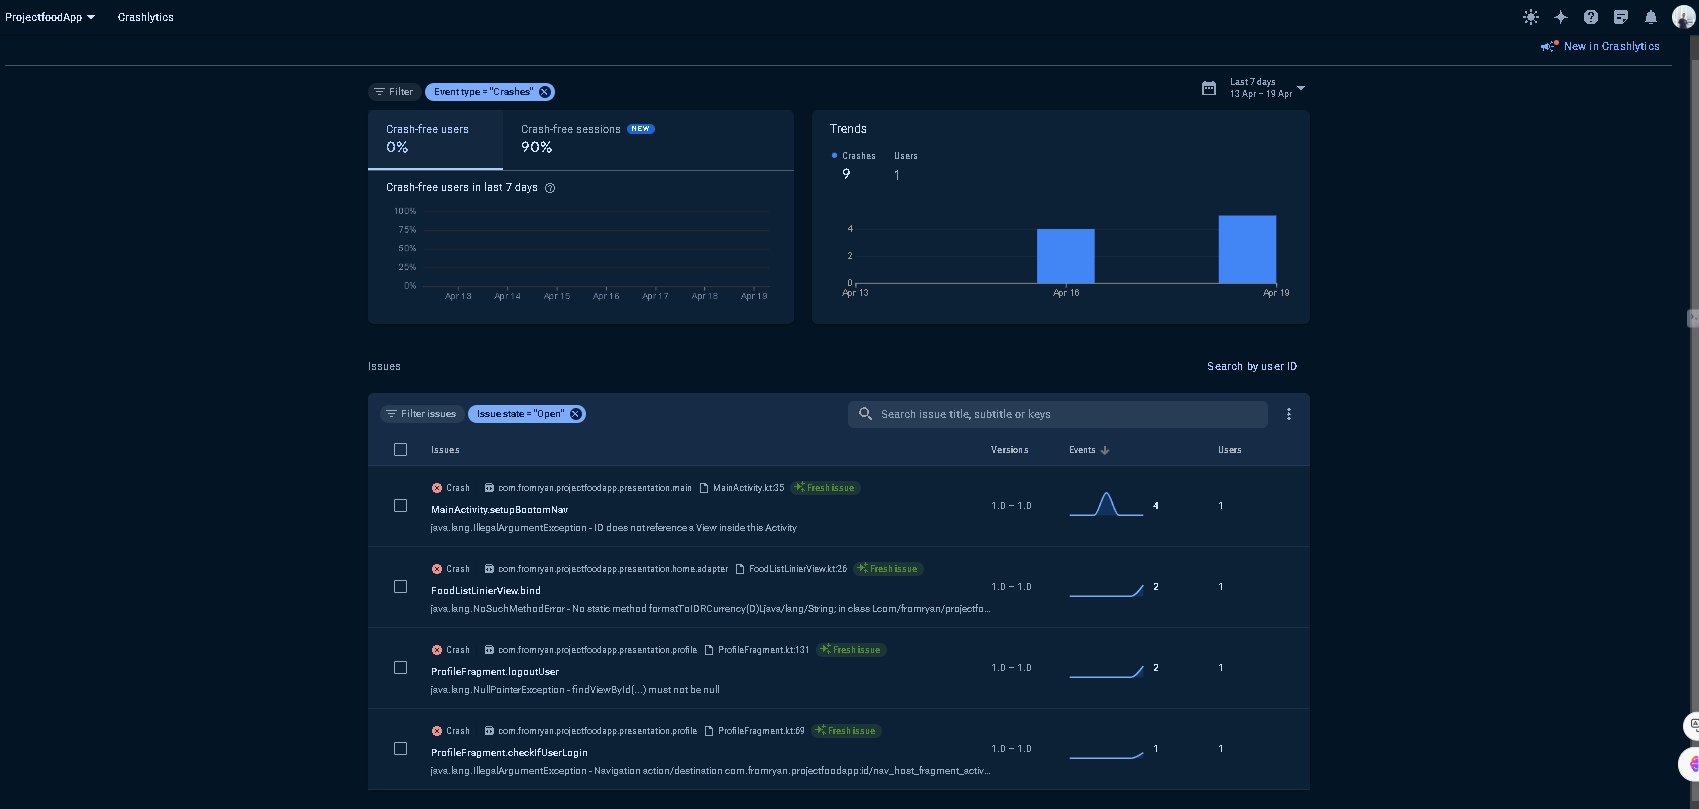 ProjectfoodApp Crashlytics
New in Crashlytics
Filter Event type = "Crashes"
Last 7 days
13 Apr – 19 Apr
Crash-free users
0%
Crash-free sessions NEW
90%
Crash-free users in last 7 days
100%
75%
50%
25%
0%
Apr 13 Apr 14 Apr 15 Apr 16 Apr 17 Apr 18 Apr 19
Trends
Crashes Users
9 1
4
2
0
Apr 13 Apr 16 Apr 19
Issues Search by user ID
Filter issues Issue state = "Open" Search issue title, subtitle or keys
Issues Versions Events Users
Crash com.fromryan.projectfoodapp.presentation.main MainActivity.kt:35 Fresh issue
MainActivity.setupBootomNav 1.0 – 1.0 4 1
java.lang.IllegalArgumentException - ID does not reference a View inside this Activity
Crash com.fromryan.projectfoodapp.presentation.home.adapter FoodListLinierView.kt:26 Fresh issue
FoodListLinierView.bind 1.0 – 1.0 2 1
java.lang.NoSuchMethodError - No static method formatToIDRCurrency(D)Ljava/lang/String; in class Lcom/fromryan/projectfo...
Crash com.fromryan.projectfoodapp.presentation.profile ProfileFragment.kt:131 Fresh issue
ProfileFragment.logoutUser 1.0 – 1.0 2 1
java.lang.NullPointerException - findViewById(...) must not be null
Crash com.fromryan.projectfoodapp.presentation.profile ProfileFragment.kt:69 Fresh issue
ProfileFragment.checkIfUserLogin 1.0 – 1.0 1 1
java.lang.IllegalArgumentException - Navigation action/destination com.fromryan.projectfoodapp:id/nav_host_fragment_activ...